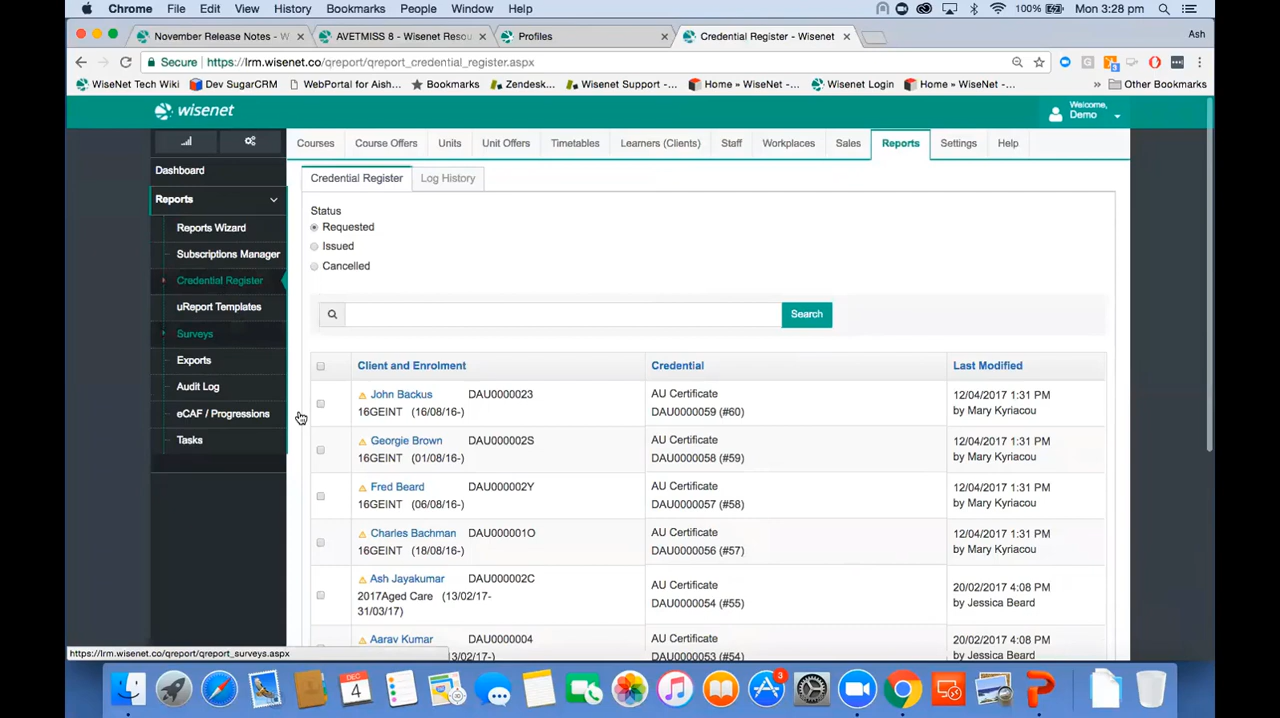 Chrome File Edit View History Bookmarks People Window Help 100% Mon 3:28 pm
November Release Notes - W AVETMISS 8 - Wisenet Resou Profiles Credential Register - Wisenet Ash
Secure https://lrm.wisenet.co/qreport/qreport_credential_register.aspx
WiseNet Tech Wiki Dev SugarCRM WebPortal for Aish... Bookmarks Zendesk... Wisenet Support -... Home » WiseNet -... Wisenet Login Home » WiseNet -... » Other Bookmarks
wisenet Welcome, Demo
Courses Course Offers Units Unit Offers Timetables Learners (Clients) Staff Workplaces Sales Reports Settings Help
Dashboard
Reports
Reports Wizard
Subscriptions Manager
Credential Register
uReport Templates
Surveys
Exports
Audit Log
eCAF / Progressions
Tasks
Credential Register Log History
Status
Requested
Issued
Cancelled
Search
Client and Enrolment Credential Last Modified
John Backus DAU0000023 AU Certificate 12/04/2017 1:31 PM
16GEINT (16/08/16-) DAU0000059 (#60) by Mary Kyriacou
Georgie Brown DAU000002S AU Certificate 12/04/2017 1:31 PM
16GEINT (01/08/16-) DAU0000058 (#59) by Mary Kyriacou
Fred Beard DAU000002Y AU Certificate 12/04/2017 1:31 PM
16GEINT (06/08/16-) DAU0000057 (#58) by Mary Kyriacou
Charles Bachman DAU000001O AU Certificate 12/04/2017 1:31 PM
16GEINT (18/08/16-) DAU0000056 (#57) by Mary Kyriacou
Ash Jayakumar DAU000002C AU Certificate 20/02/2017 4:08 PM
2017Aged Care (13/02/17- DAU0000054 (#55) by Jessica Beard
31/03/17)
Aarav Kumar DAU0000004 AU Certificate 20/02/2017 4:08 PM
3/02/17- DAU0000053 (#54) by Jessica Beard
https://lrm.wisenet.co/qreport/qreport_surveys.aspx
DEC
4
3